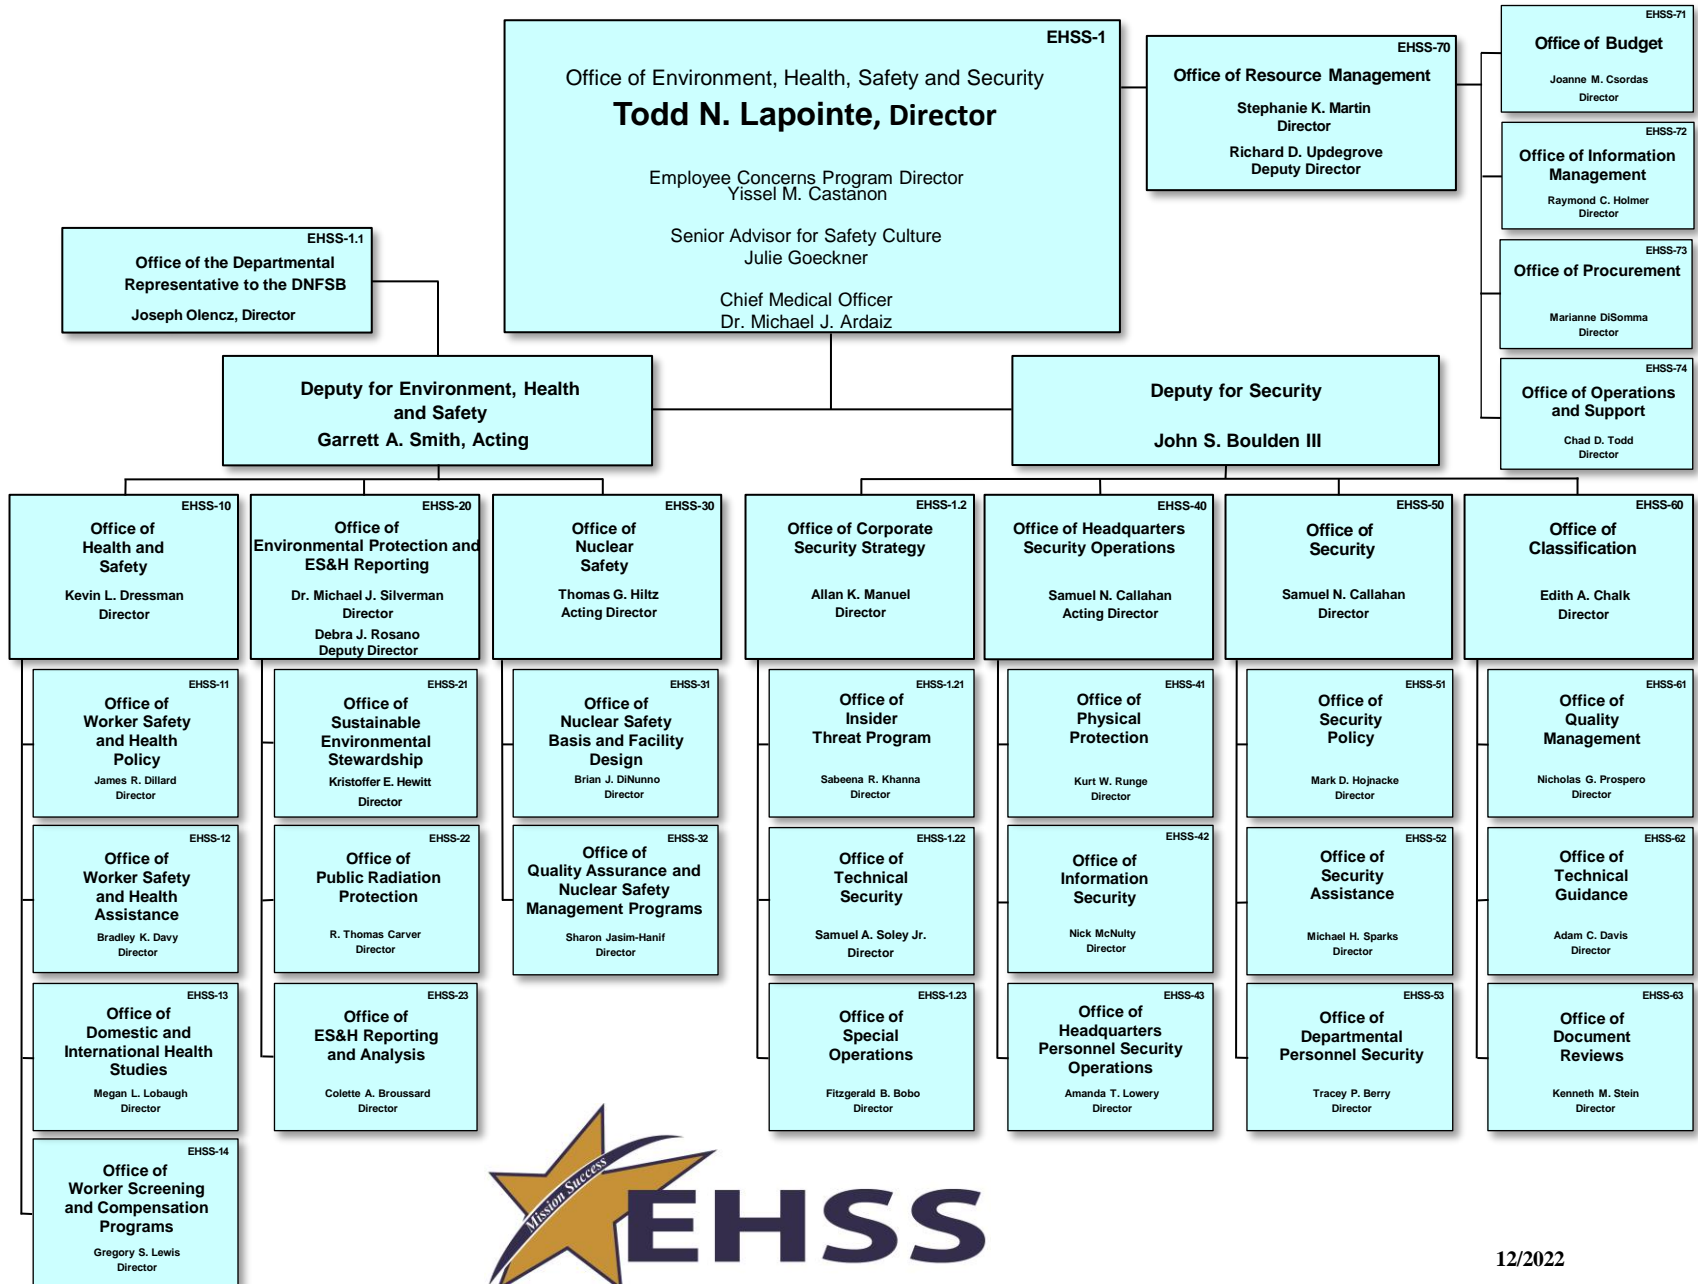 EHSS-1
Office of Environment, Health, Safety and Security
Todd N. Lapointe, Director
Employee Concerns Program Director
Yissel M. Castanon
Senior Advisor for Safety Culture
Julie Goeckner
Chief Medical Officer
Dr. Michael J. Ardaiz
EHSS-70
Office of Resource Management
Stephanie K. Martin
Director
Richard D. Updegrove
Deputy Director
EHSS-71
Office of Budget
Joanne M. Csordas
Director
EHSS-72
Office of Information
Management
Raymond C. Holmer
Director
EHSS-73
Office of Procurement
Marianne DiSomma
Director
EHSS-74
Office of Operations
and Support
Chad D. Todd
Director
EHSS-1.1
Office of the Departmental
Representative to the DNFSB
Joseph Olencz, Director
Deputy for Environment, Health
and Safety
Garrett A. Smith, Acting
Deputy for Security
John S. Boulden III
EHSS-10
Office of
Health and
Safety
Kevin L. Dressman
Director
EHSS-20
Office of
Environmental Protection and
ES&H Reporting
Dr. Michael J. Silverman
Director
Debra J. Rosano
Deputy Director
EHSS-30
Office of
Nuclear
Safety
Thomas G. Hiltz
Acting Director
EHSS-1.2
Office of Corporate
Security Strategy
Allan K. Manuel
Director
EHSS-40
Office of Headquarters
Security Operations
Samuel N. Callahan
Acting Director
EHSS-50
Office of
Security
Samuel N. Callahan
Director
EHSS-60
Office of
Classification
Edith A. Chalk
Director
EHSS-11
Office of
Worker Safety
and Health
Policy
James R. Dillard
Director
EHSS-21
Office of
Sustainable
Environmental
Stewardship
Kristoffer E. Hewitt
Director
EHSS-31
Office of
Nuclear Safety
Basis and Facility
Design
Brian J. DiNunno
Director
EHSS-1.21
Office of
Insider
Threat Program
Sabeena R. Khanna
Director
EHSS-41
Office of
Physical
Protection
Kurt W. Runge
Director
EHSS-51
Office of
Security
Policy
Mark D. Hojnacke
Director
EHSS-61
Office of
Quality
Management
Nicholas G. Prospero
Director
EHSS-12
Office of
Worker Safety
and Health
Assistance
Bradley K. Davy
Director
EHSS-22
Office of
Public Radiation
Protection
R. Thomas Carver
Director
EHSS-32
Office of
Quality Assurance and
Nuclear Safety
Management Programs
Sharon Jasim-Hanif
Director
EHSS-1.22
Office of
Technical
Security
Samuel A. Soley Jr.
Director
EHSS-42
Office of
Information
Security
Nick McNulty
Director
EHSS-52
Office of
Security
Assistance
Michael H. Sparks
Director
EHSS-62
Office of
Technical
Guidance
Adam C. Davis
Director
EHSS-13
Office of
Domestic and
International Health
Studies
Megan L. Lobaugh
Director
EHSS-23
Office of
ES&H Reporting
and Analysis
Colette A. Broussard
Director
EHSS-1.23
Office of
Special
Operations
Fitzgerald B. Bobo
Director
EHSS-43
Office of
Headquarters
Personnel Security
Operations
Amanda T. Lowery
Director
EHSS-53
Office of
Departmental
Personnel Security
Tracey P. Berry
Director
EHSS-63
Office of
Document
Reviews
Kenneth M. Stein
Director
EHSS-14
Office of
Worker Screening
and Compensation
Programs
Gregory S. Lewis
Director
Mission Success
EHSS
12/2022